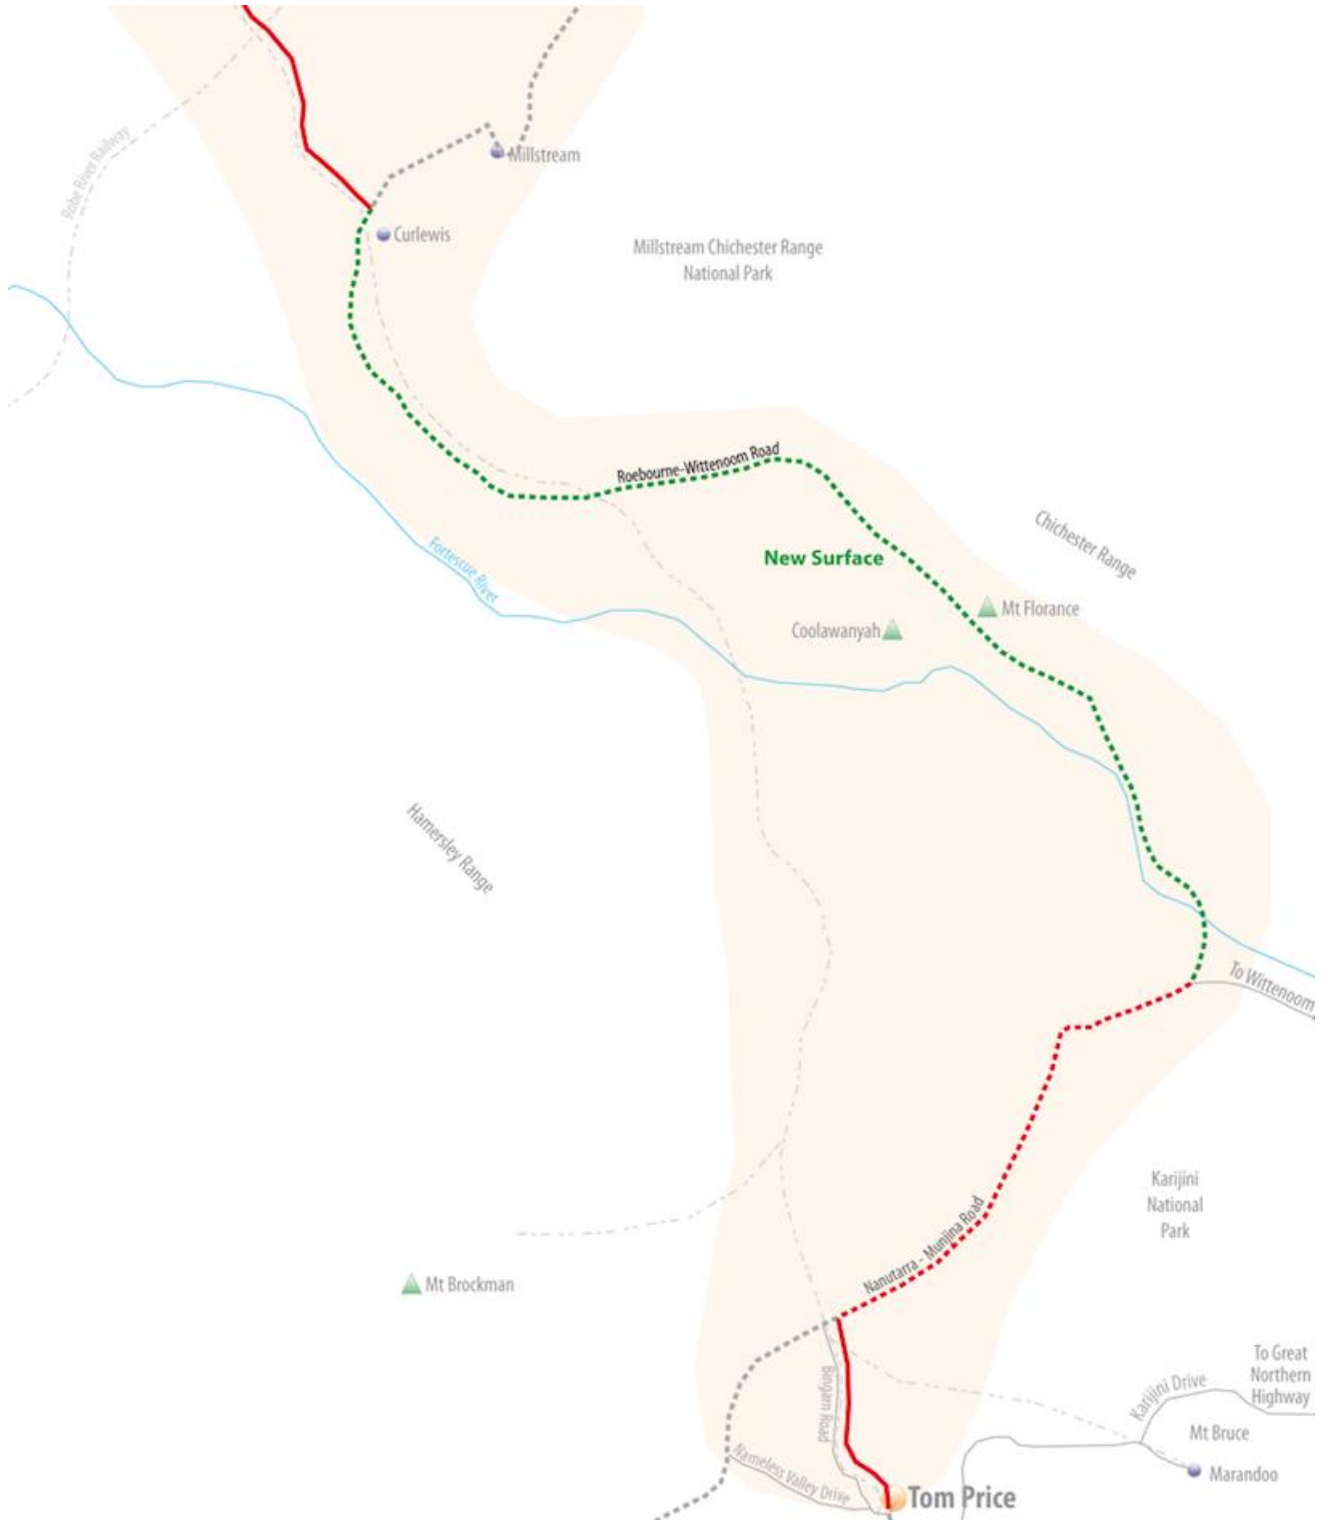 Robe River Railway
Millstream
Curlewis
Millstream Chichester Range
National Park
Roebourne-Wittenoom Road
Chichester Range
New Surface
Fortescue River
Mt Florance
Coolawanyah
Hamersley Range
To Wittenoom
Karijini
National
Park
Nanutarra - Munjina Road
Mt Brockman
To Great
Northern
Highway
Bingarn Road
Karijini Drive
Mt Bruce
Nameless Valley Drive
Marandoo
Tom Price